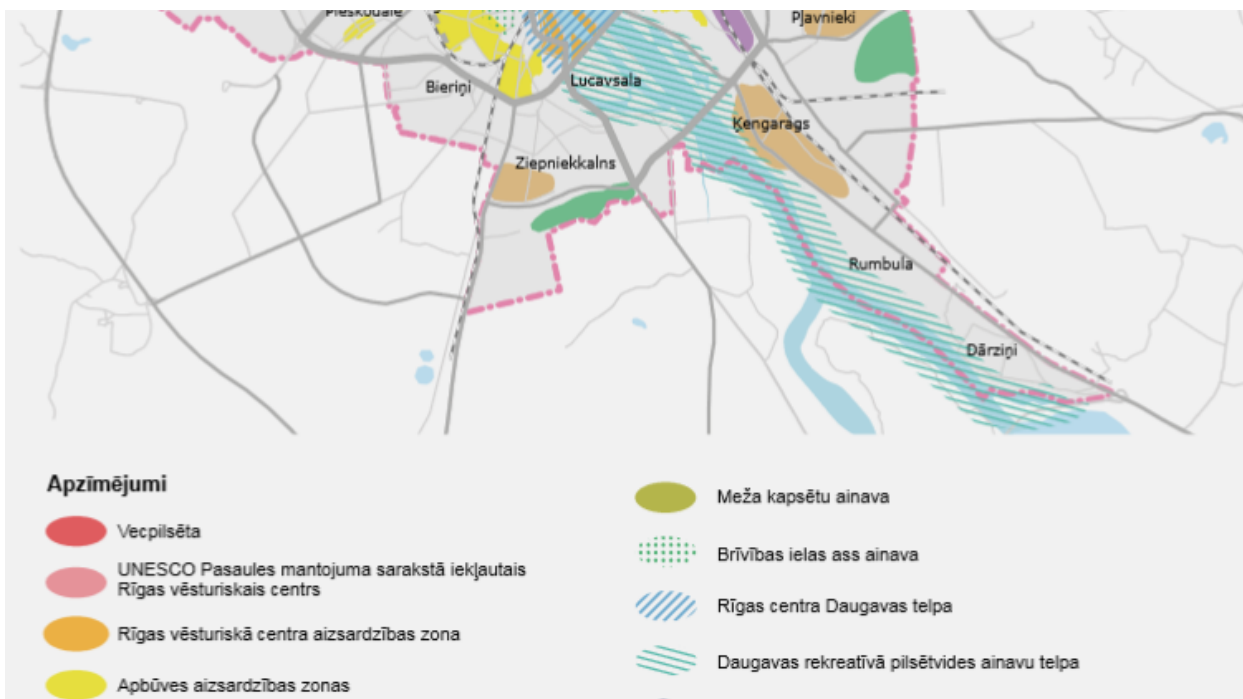 Pļavnieki
Bieriņi
Lucavsala
Ķengarags
Ziepniekkalns
Rumbula
Dārziņi
Apzīmējumi
Vecpilsēta
UNESCO Pasaules mantojuma sarakstā iekļautais
Rīgas vēsturiskais centrs
Rīgas vēsturiskā centra aizsardzības zona
Apbūves aizsardzības zonas
Meža kapsētu ainava
Brīvības ielas ass ainava
Rīgas centra Daugavas telpa
Daugavas rekreatīvā pilsētvides ainavu telpa